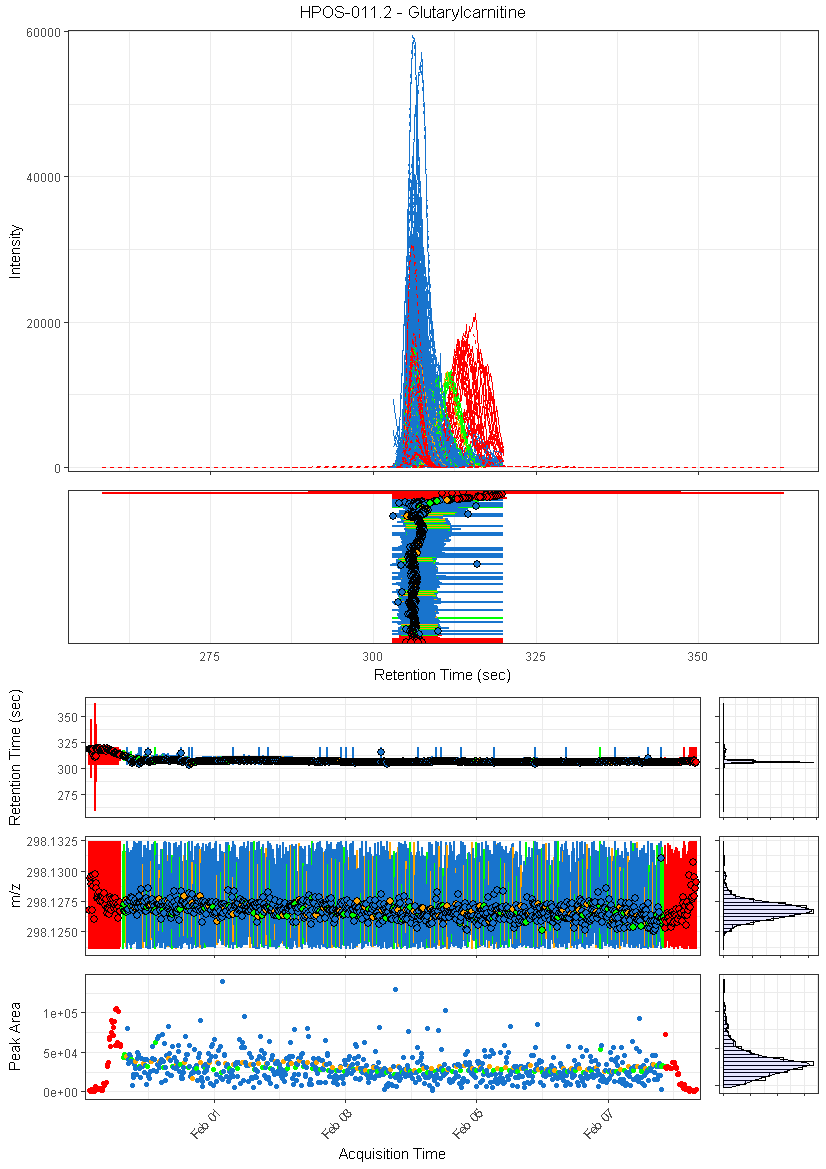 HPOS-011.2 - Glutarylcarnitine
60000
40000
20000
0
Intensity
275
300
325
350
Retention Time (sec)
350
325
300
275
Retention Time (sec)
298.1325
298.1300
298.1275
298.1250
m/z
1e+05
5e+04
0e+00
Peak Area
Feb 01
Feb 03
Feb 05
Feb 07
Acquisition Time